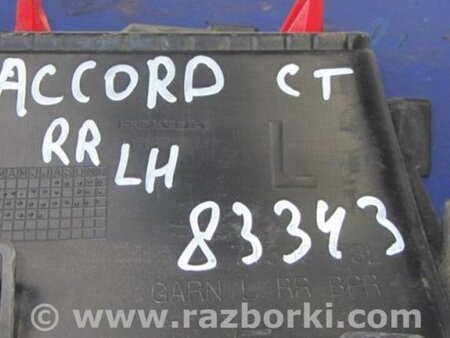 ACCORD CT
RR LH
L
83343
GARN L RR BPR
www.razborki.com